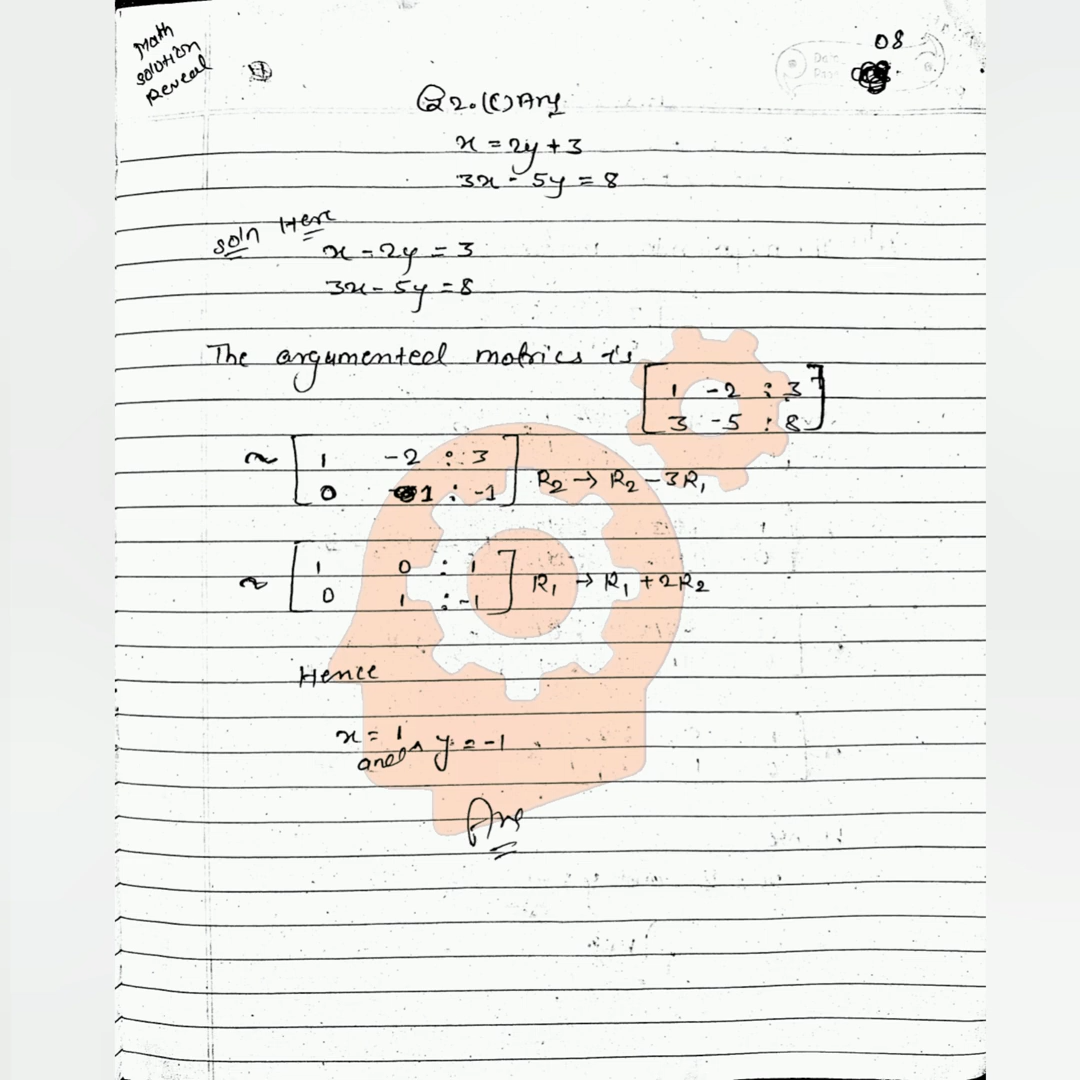 Math
solution
Reveal
08
Q2.(C) Ans
x = 2y + 3
3x - 5y = 8
soln Here
x - 2y = 3
3x - 5y = 8
The argumented matrics is
[ 1 -2 : 3
3 -5 : 8 ]
~ [ 1 -2 : 3
0 1 : -1 ] R₂ → R₂ - 3R₁
~ [ 1 0 : 1
0 1 : -1 ] R₁ → R₁ + 2R₂
Hence
x = 1
and y = -1
Ans